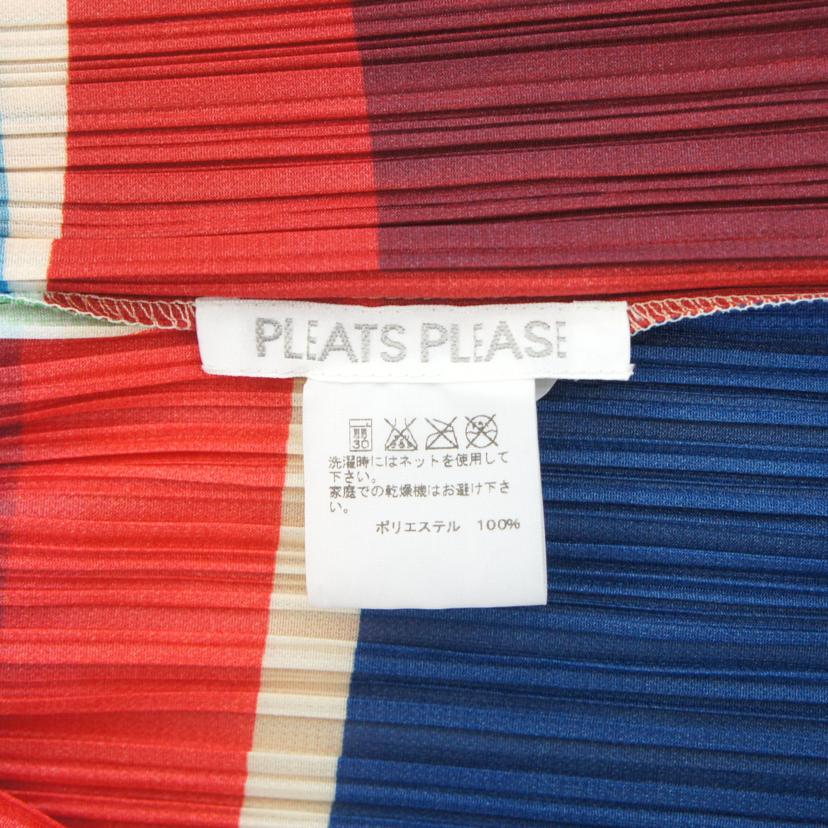 PLEATS PLEASE
30
洗濯時にはネットを使用して
下さい。
家庭での乾燥機はお避け下さ
い。
ポリエステル 100%